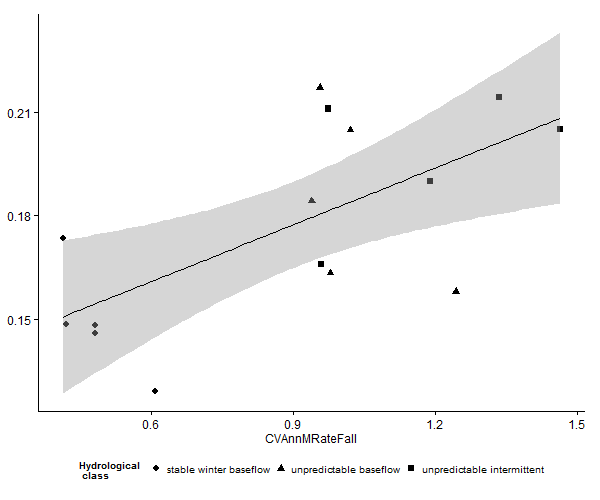 0.21
0.18
0.15
0.6 0.9 1.2 1.5
CVAnnMRateFall
Hydrological
class
stable winter baseflow unpredictable baseflow unpredictable intermittent